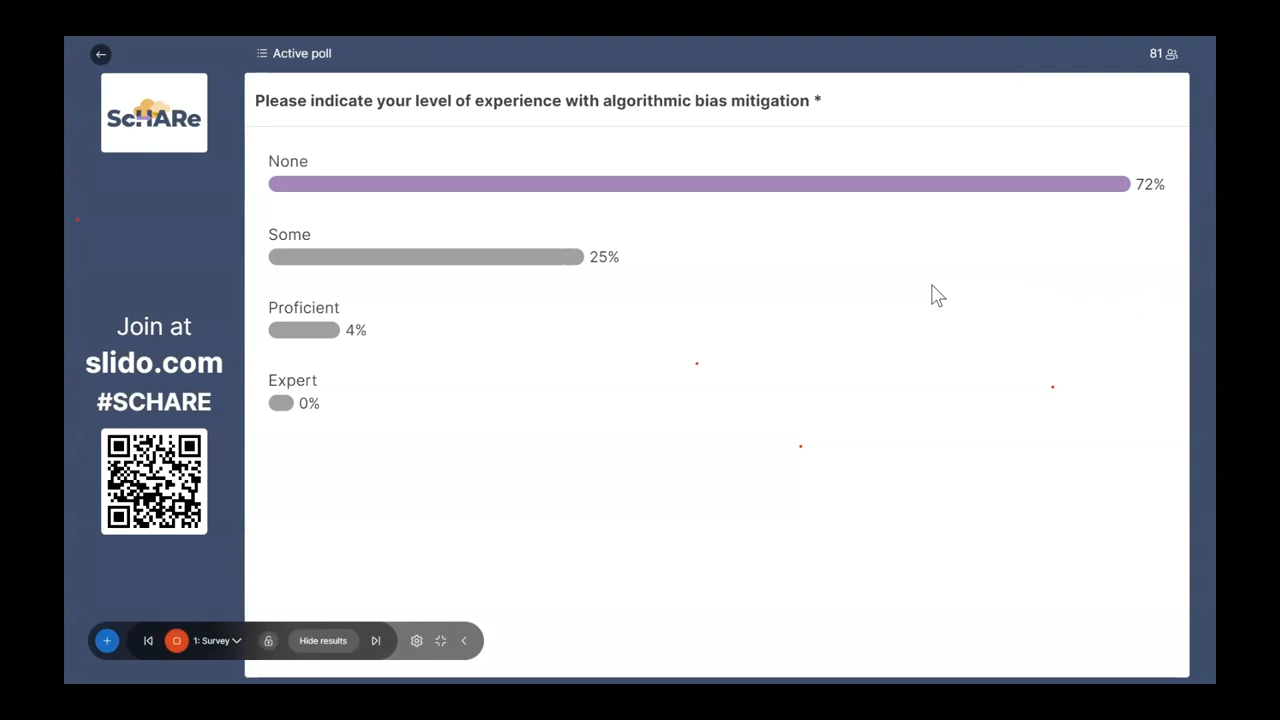 Active poll
81
ScHARe
Please indicate your level of experience with algorithmic bias mitigation *
None
72%
Some
25%
Proficient
4%
Expert
0%
Join at
slido.com
#SCHARE
1: Survey
Hide results